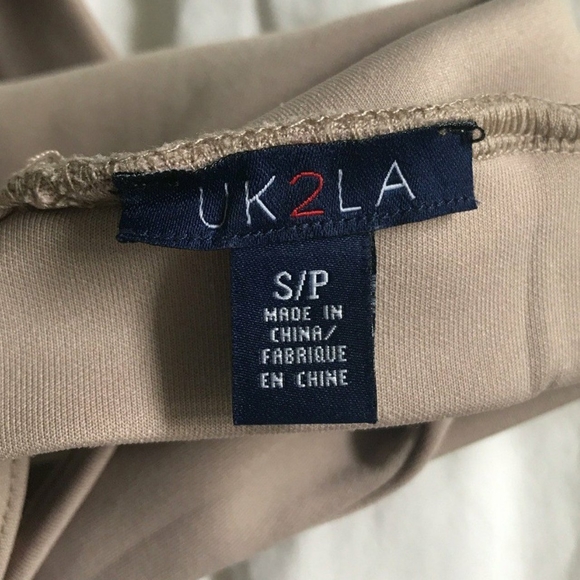 UK2LA
S/P
MADE IN
CHINA/
FABRIQUE
EN CHINE